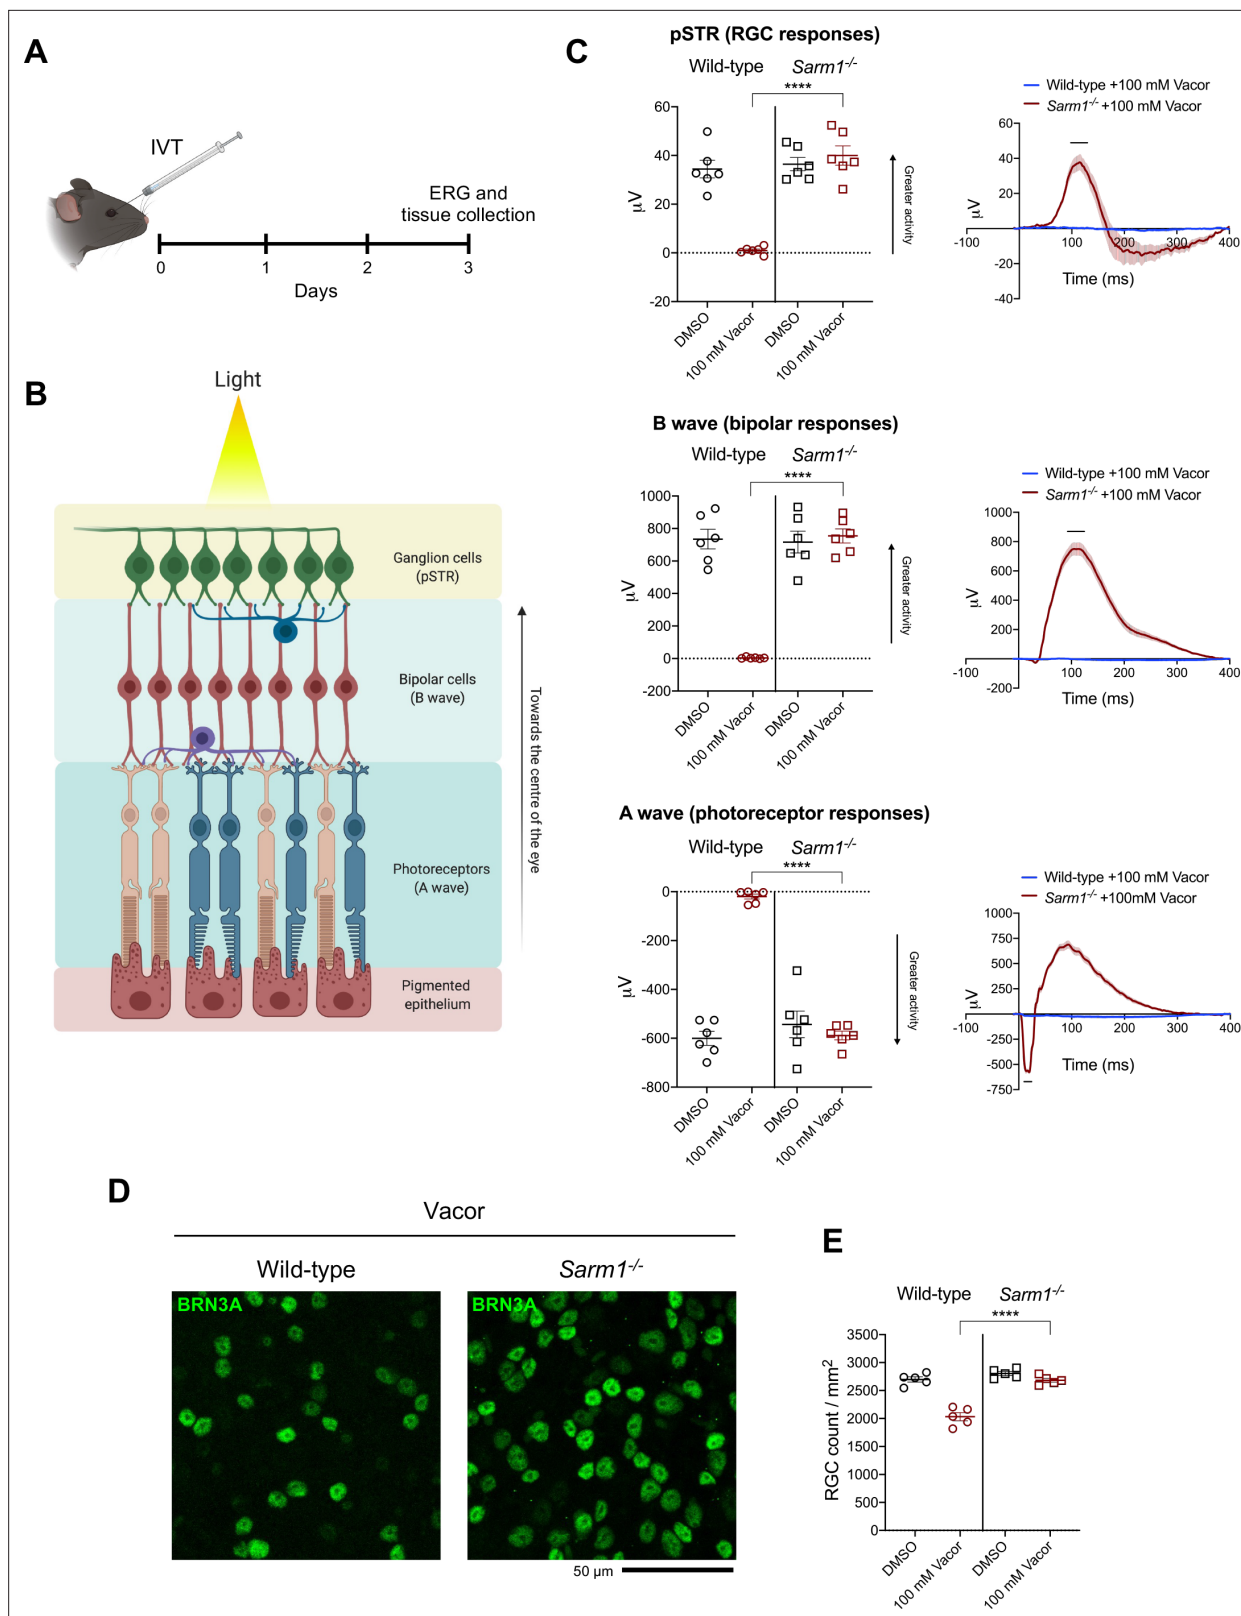 A
IVT
ERG and
tissue collection
0 1 2 3
Days
B
Light
Ganglion cells
(pSTR)
Bipolar cells
(B wave)
Photoreceptors
(A wave)
Pigmented
epithelium
Towards the centre of the eye
C
pSTR (RGC responses)
Wild-type Sarm1-/-
****
60
40
20
0
-20
µV
DMSO
100 mM Vacor
DMSO
100 mM Vacor
Greater activity
Wild-type +100 mM Vacor
Sarm1-/- +100 mM Vacor
60
40
20
-20
-40
µV
-100 100 200 300 400
Time (ms)
B wave (bipolar responses)
Wild-type Sarm1-/-
****
1000
800
600
400
200
0
-200
µV
DMSO
100 mM Vacor
DMSO
100 mM Vacor
Greater activity
Wild-type +100 mM Vacor
Sarm1-/- +100 mM Vacor
1000
800
600
400
200
-200
µV
-100 100 200 300 400
Time (ms)
A wave (photoreceptor responses)
Wild-type Sarm1-/-
****
0
-200
-400
-600
-800
µV
DMSO
100 mM Vacor
DMSO
100 mM Vacor
Greater activity
Wild-type +100 mM Vacor
Sarm1-/- +100mM Vacor
1000
750
500
250
-250
-500
-750
µV
-100 100 200 300 400
Time (ms)
D
Vacor
Wild-type Sarm1-/-
BRN3A BRN3A
50 µm
E
Wild-type Sarm1-/-
****
3500
3000
2500
2000
1500
1000
500
0
RGC count / mm2
DMSO
100 mM Vacor
DMSO
100 mM Vacor